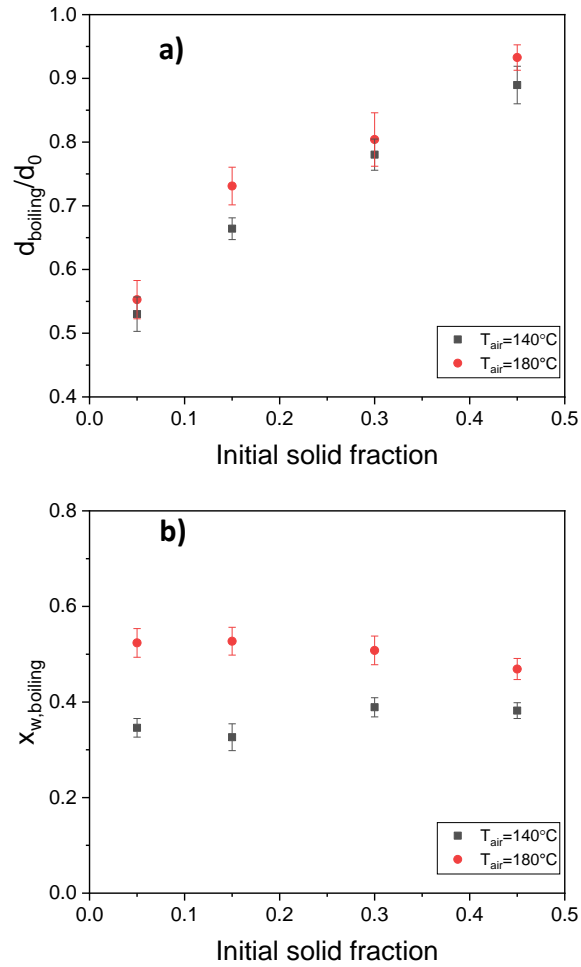 a)
1.0
0.9
0.8
0.7
0.6
0.5
0.4
d_boiling/d_0
0.0 0.1 0.2 0.3 0.4 0.5
Initial solid fraction
T_air=140°C
T_air=180°C
b)
0.8
0.6
0.4
0.2
0.0
x_w,boiling
0.0 0.1 0.2 0.3 0.4 0.5
Initial solid fraction
T_air=140°C
T_air=180°C